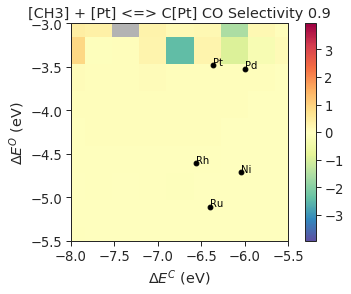 [CH3] + [Pt] <=> C[Pt] CO Selectivity 0.9
−3.0
−3.5
−4.0
−4.5
−5.0
−5.5
ΔE^O (eV)
Pt
Pd
Rh
Ni
Ru
−8.0 −7.5 −7.0 −6.5 −6.0 −5.5
ΔE^C (eV)
3
2
1
0
−1
−2
−3